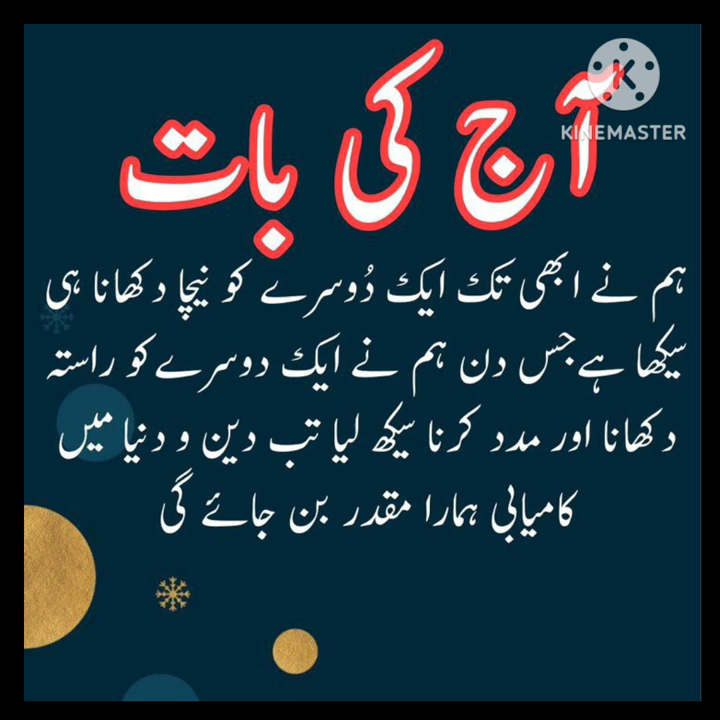 KINEMASTER
آج کی بات
ہم نے ابھی تک ایک دُوسرے کو نیچا دکھانا ہی
سیکھا ہے جس دن ہم نے ایک دوسرے کو راستہ
دکھانا اور مدد کرنا سیکھ لیا تب دین و دنیا میں
کامیابی ہمارا مقدر بن جائے گی